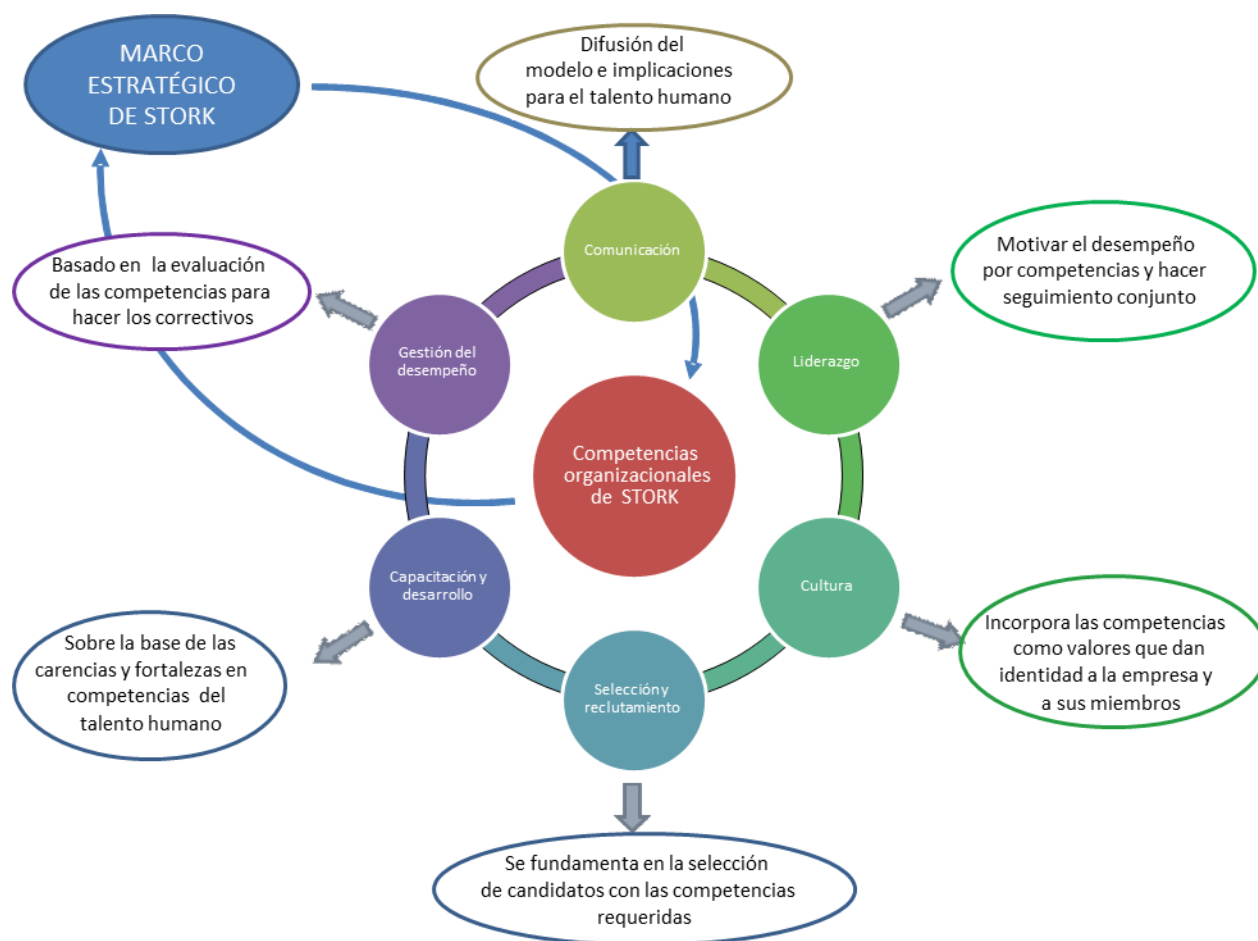 MARCO
ESTRATÉGICO
DE STORK
Difusión del
modelo e implicaciones
para el talento humano
Comunicación
Motivar el desempeño
por competencias y hacer
seguimiento conjunto
Basado en la evaluación
de las competencias para
hacer los correctivos
Gestión del
desempeño
Liderazgo
Competencias
organizacionales
de STORK
Capacitación y
desarrollo
Cultura
Sobre la base de las
carencias y fortalezas en
competencias del
talento humano
Selección y
reclutamiento
Incorpora las competencias
como valores que dan
identidad a la empresa y
a sus miembros
Se fundamenta en la selección
de candidatos con las competencias
requeridas